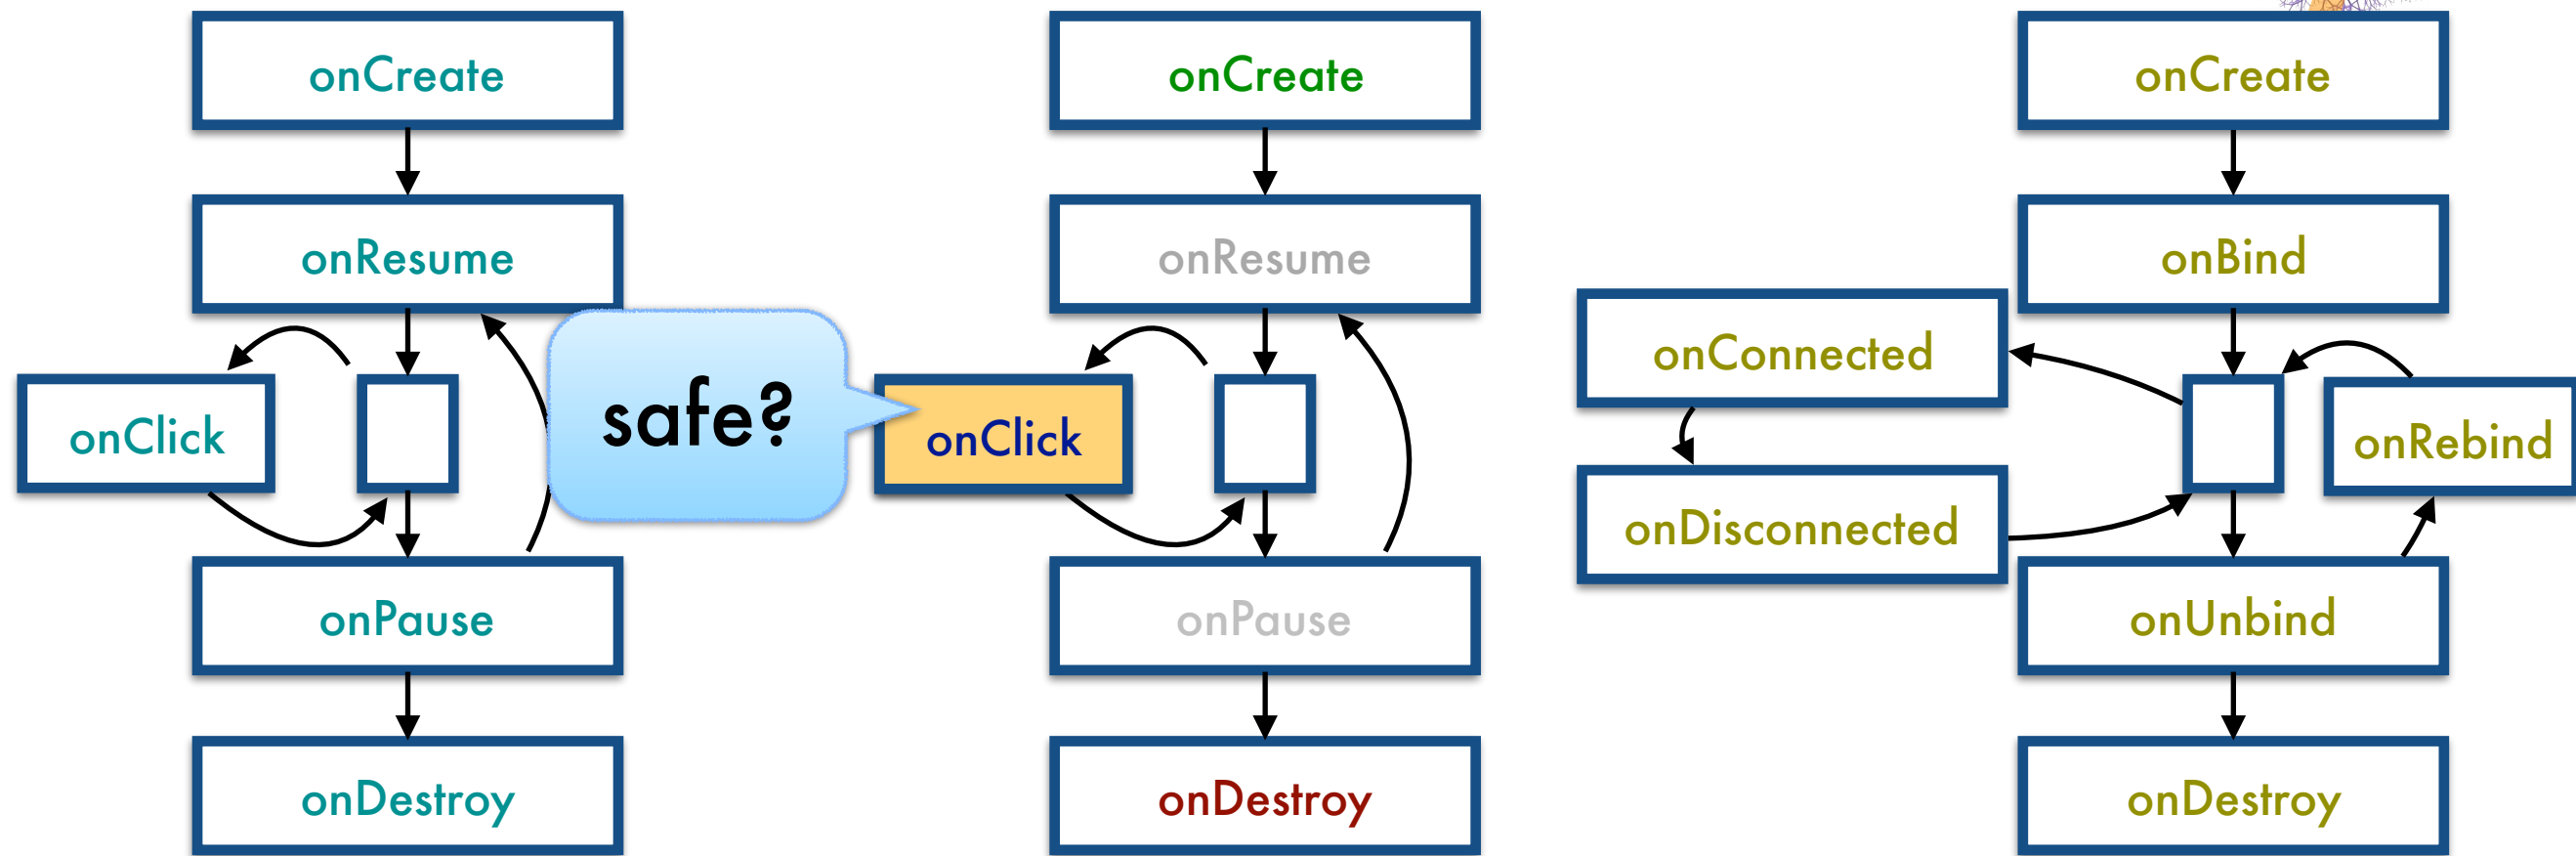 onCreate
onResume
onClick
onPause
onDestroy
safe?
onCreate
onResume
onClick
onPause
onDestroy
onCreate
onBind
onConnected
onRebind
onDisconnected
onUnbind
onDestroy